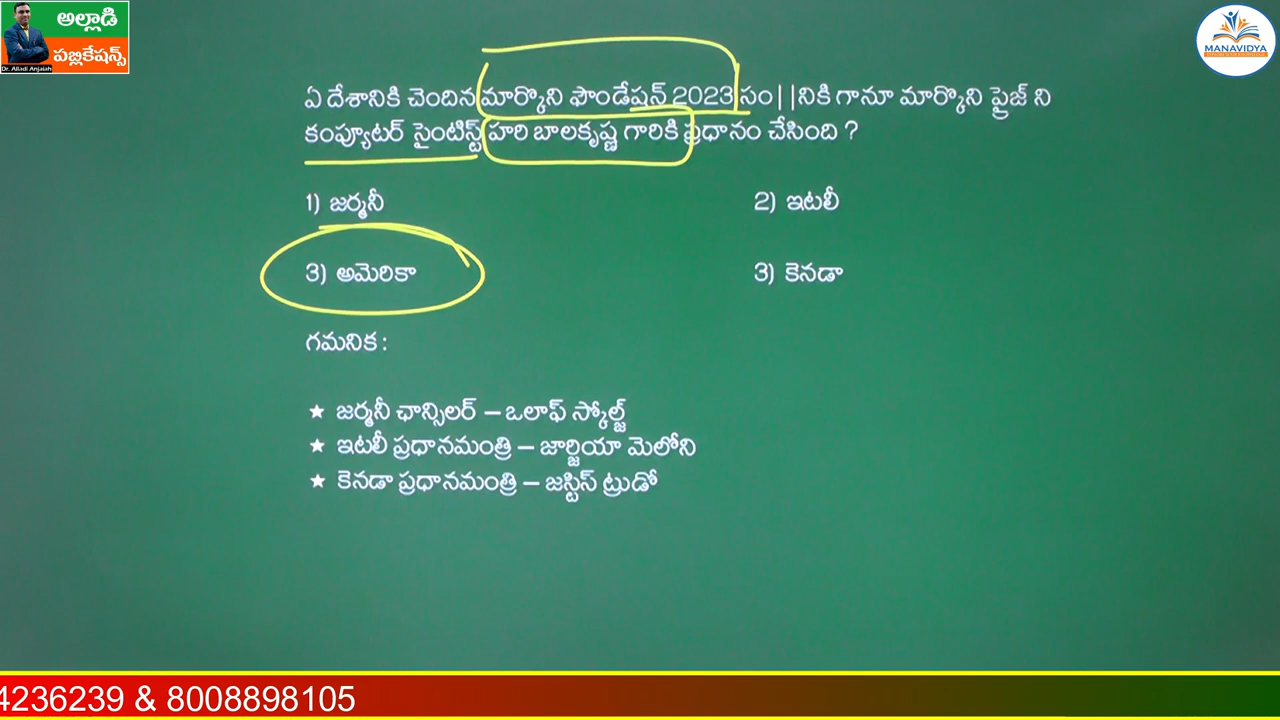 అల్లాడి
పబ్లికేషన్స్
Dr. Alladi Anjaiah
MANAVIDYA
ఏ దేశానికి చెందిన మార్కొని ఫౌండేషన్ 2023 సం||నికి గానూ మార్కొని ప్రైజ్ ని
కంప్యూటర్ సైంటిస్ట్ హరి బాలకృష్ణ గారికి ప్రధానం చేసింది ?
1) జర్మనీ
2) ఇటలీ
3) అమెరికా
3) కెనడా
గమనిక :
★ జర్మనీ ఛాన్సిలర్ – ఒలాఫ్ స్కోల్జ్
★ ఇటలీ ప్రధానమంత్రి – జార్జియా మెలోని
★ కెనడా ప్రధానమంత్రి – జస్టిస్ ట్రుడో
4236239 & 8008898105